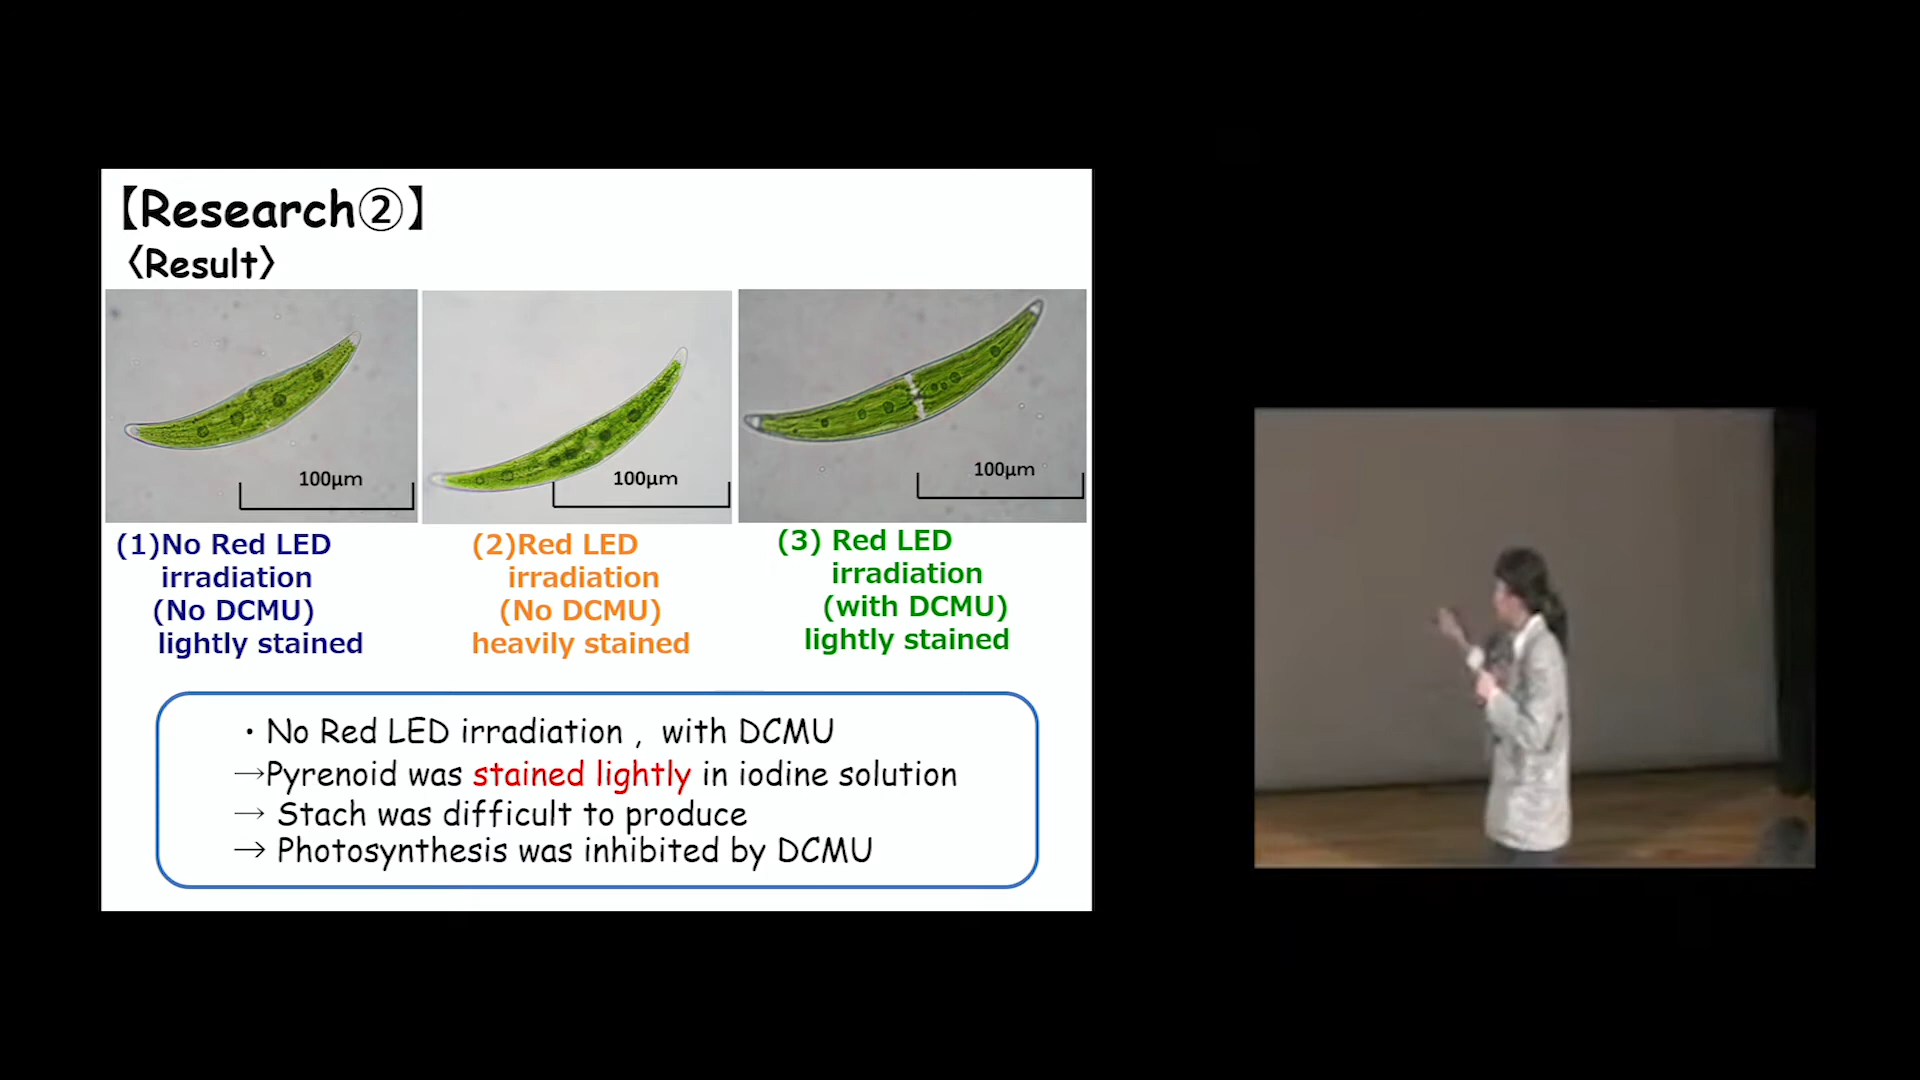 【Research②】
〈Result〉
100μm
100μm
100μm
(1)No Red LED
irradiation
(No DCMU)
lightly stained
(2)Red LED
irradiation
(No DCMU)
heavily stained
(3) Red LED
irradiation
(with DCMU)
lightly stained
・No Red LED irradiation , with DCMU
→Pyrenoid was stained lightly in iodine solution
→ Stach was difficult to produce
→ Photosynthesis was inhibited by DCMU